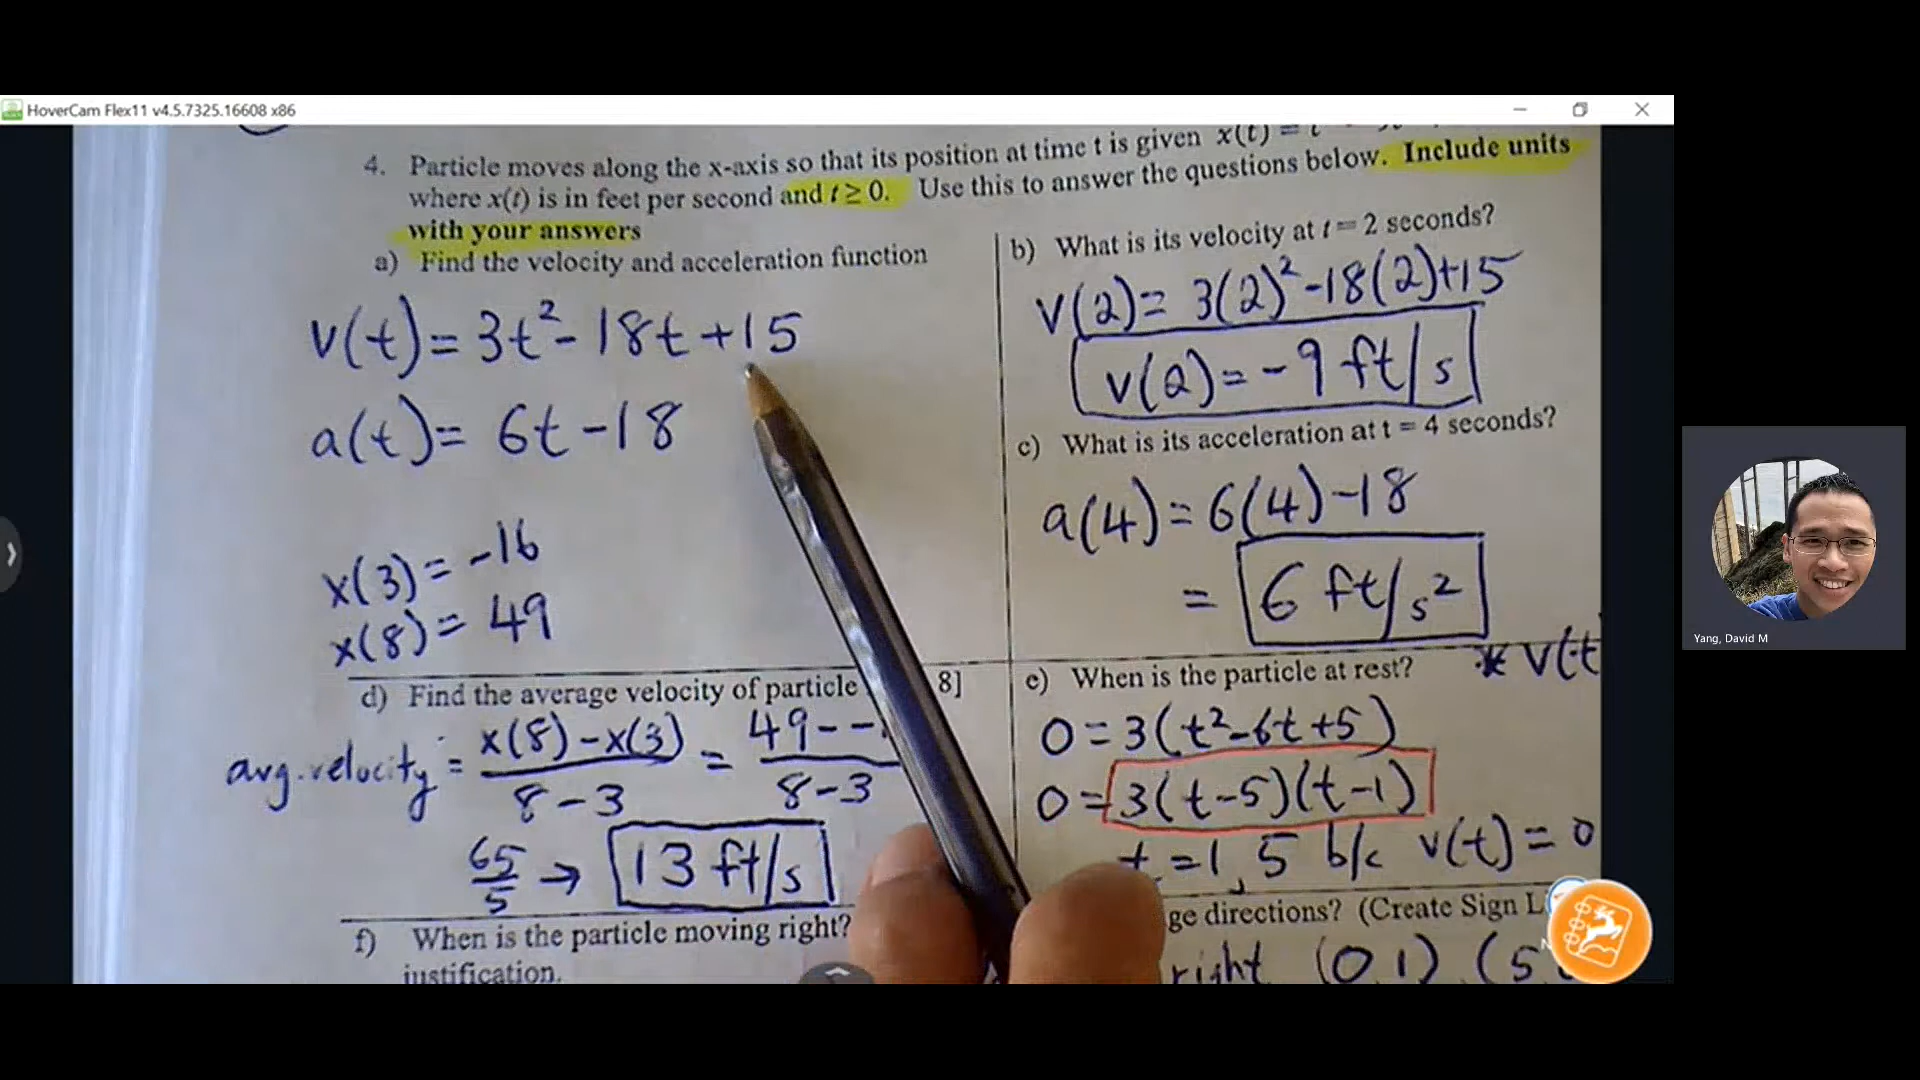 HoverCam Flex11 v4.5.7325.16608 x86
4. Particle moves along the x-axis so that its position at time t is given x(t) = t
where x(t) is in feet per second and t ≥ 0. Use this to answer the questions below. Include units
with your answers
a) Find the velocity and acceleration function
v(t) = 3t² - 18t + 15
a(t) = 6t - 18
x(3) = -16
x(8) = 49
b) What is its velocity at t = 2 seconds?
v(2) = 3(2)² - 18(2) + 15
v(2) = -9 ft/s
c) What is its acceleration at t = 4 seconds?
a(4) = 6(4) - 18
= 6 ft/s²
d) Find the average velocity of particle 8]
avg. velocity = x(8) - x(3) / 8 - 3 = 49 - - / 8 - 3
65/5 → 13 ft/s
e) When is the particle at rest?
* v(t
0 = 3(t² - 6t + 5)
0 = 3(t - 5)(t - 1)
t = 1, 5 b/c v(t) = 0
f) When is the particle moving right?
justification.
ge directions? (Create Sign L
right (0,1) (5
Yang, David M